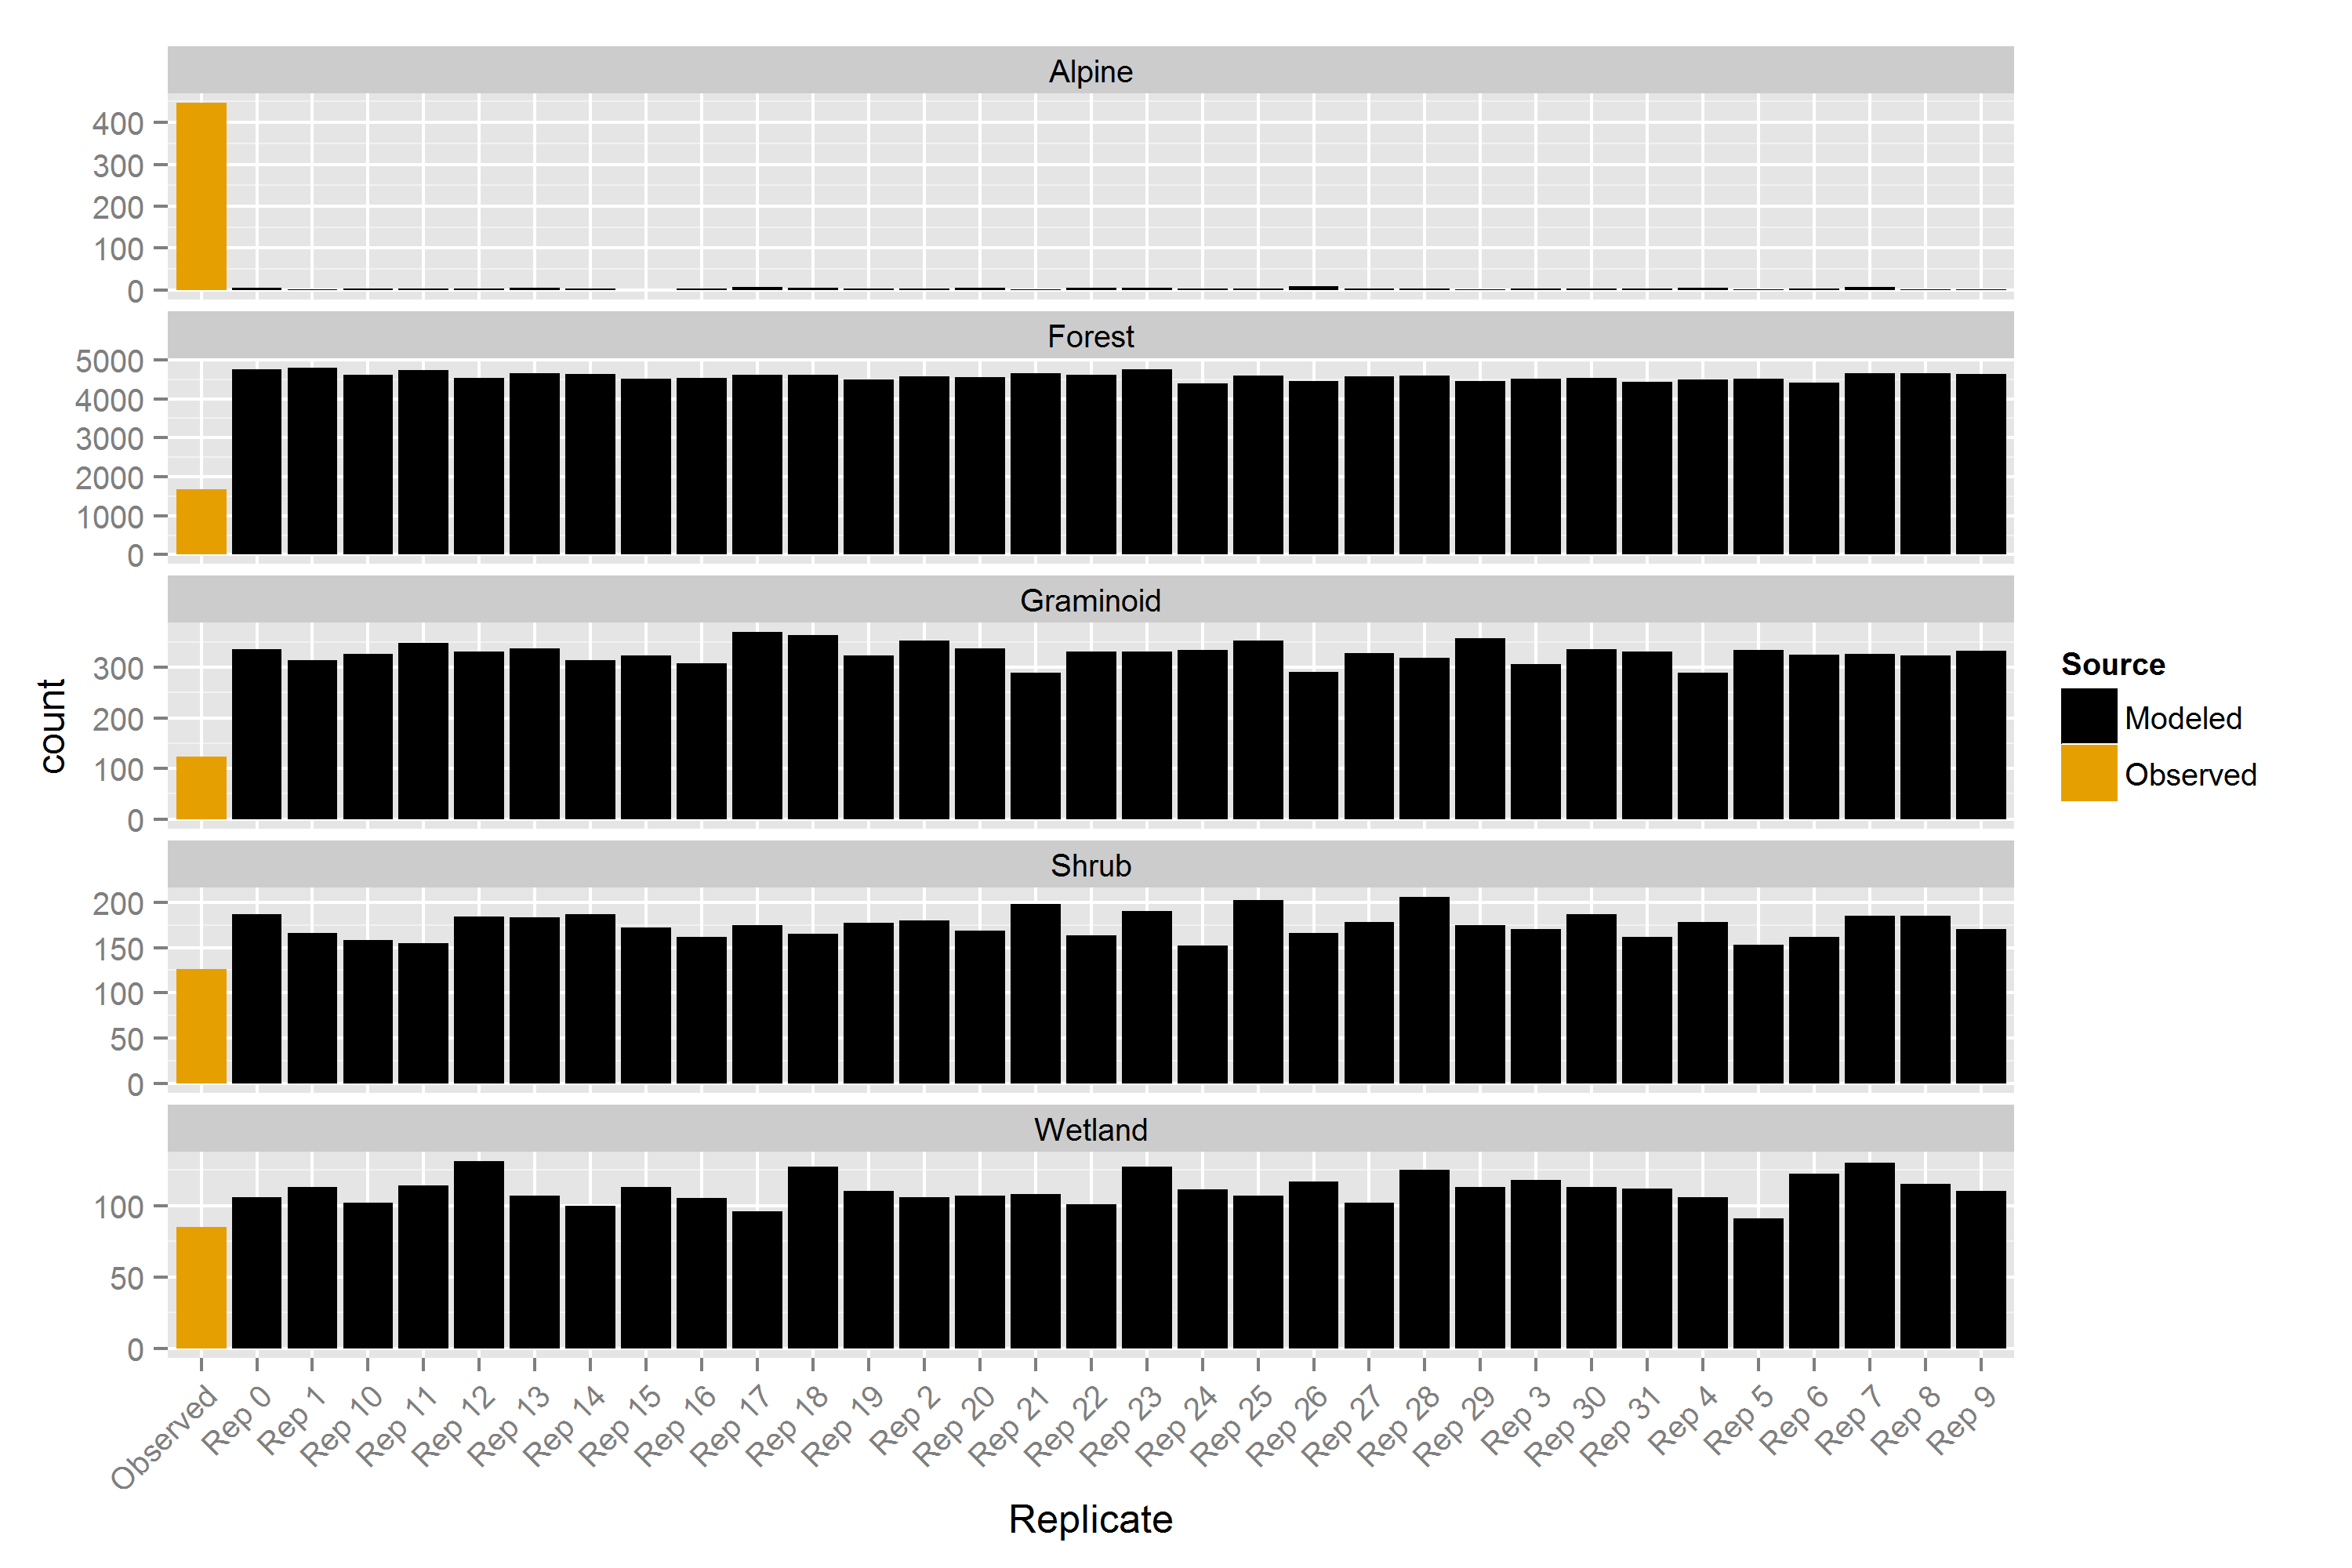 Alpine
400
300
200
100
0
Forest
5000
4000
3000
2000
1000
0
Graminoid
300
200
100
0
Shrub
200
150
100
50
0
Wetland
100
50
0
count
Observed
Rep 0
Rep 1
Rep 10
Rep 11
Rep 12
Rep 13
Rep 14
Rep 15
Rep 16
Rep 17
Rep 18
Rep 19
Rep 2
Rep 20
Rep 21
Rep 22
Rep 23
Rep 24
Rep 25
Rep 26
Rep 27
Rep 28
Rep 29
Rep 3
Rep 30
Rep 31
Rep 4
Rep 5
Rep 6
Rep 7
Rep 8
Rep 9
Replicate
Source
Modeled
Observed